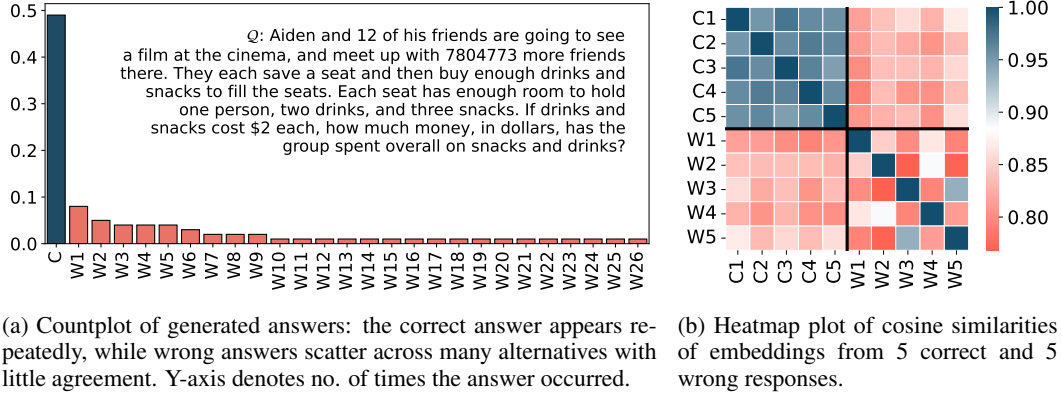 0.5
0.4
0.3
0.2
0.1
0.0
𝒬: Aiden and 12 of his friends are going to see
a film at the cinema, and meet up with 7804773 more friends
there. They each save a seat and then buy enough drinks and
snacks to fill the seats. Each seat has enough room to hold
one person, two drinks, and three snacks. If drinks and
snacks cost $2 each, how much money, in dollars, has the
group spent overall on snacks and drinks?
C W1 W2 W3 W4 W5 W6 W7 W8 W9 W10 W11 W12 W13 W14 W15 W16 W17 W18 W19 W20 W21 W22 W23 W24 W25 W26
(a) Countplot of generated answers: the correct answer appears re-
peatedly, while wrong answers scatter across many alternatives with
little agreement. Y-axis denotes no. of times the answer occurred.
C1
C2
C3
C4
C5
W1
W2
W3
W4
W5
C1 C2 C3 C4 C5 W1 W2 W3 W4 W5
1.00
0.95
0.90
0.85
0.80
(b) Heatmap plot of cosine similarities
of embeddings from 5 correct and 5
wrong responses.